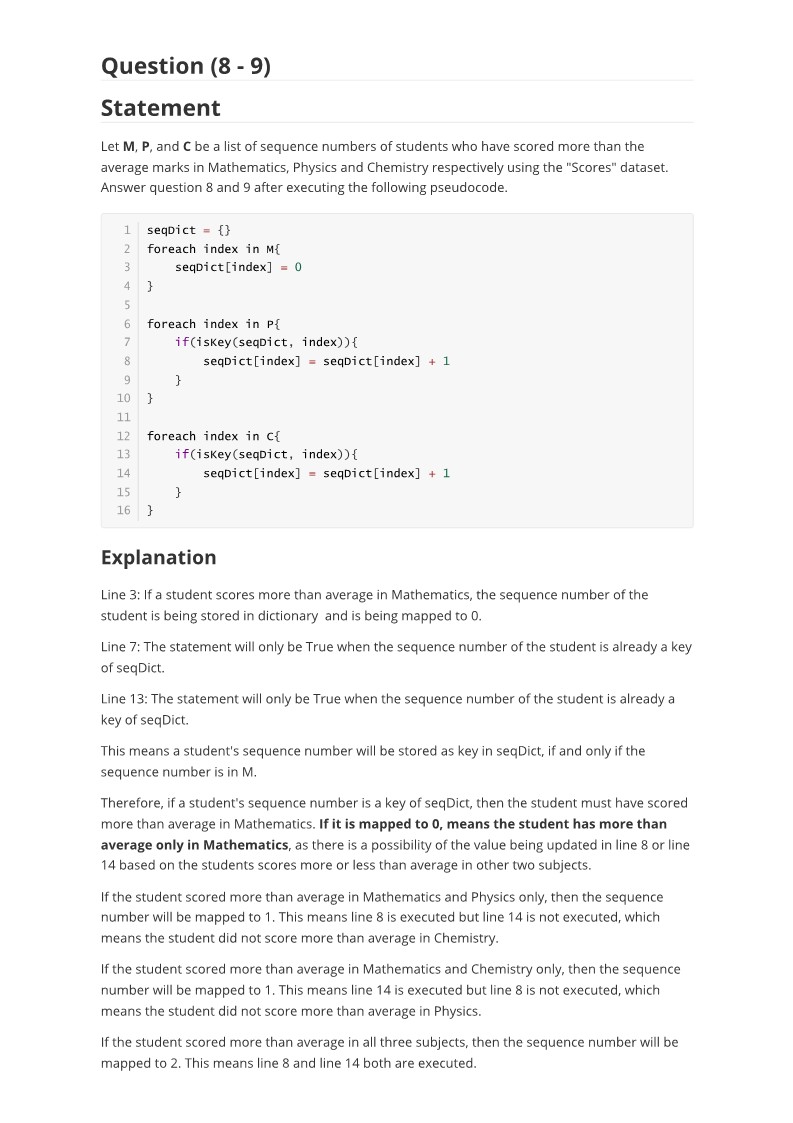 Question (8 - 9)
Statement
Let M, P, and C be a list of sequence numbers of students who have scored more than the
average marks in Mathematics, Physics and Chemistry respectively using the "Scores" dataset.
Answer question 8 and 9 after executing the following pseudocode.
1 seqDict = {}
2 foreach index in M{
3     seqDict[index] = 0
4 }
5
6 foreach index in P{
7     if(isKey(seqDict, index)){
8         seqDict[index] = seqDict[index] + 1
9     }
10 }
11
12 foreach index in C{
13     if(isKey(seqDict, index)){
14         seqDict[index] = seqDict[index] + 1
15     }
16 }
Explanation
Line 3: If a student scores more than average in Mathematics, the sequence number of the
student is being stored in dictionary  and is being mapped to 0.
Line 7: The statement will only be True when the sequence number of the student is already a key
of seqDict.
Line 13: The statement will only be True when the sequence number of the student is already a
key of seqDict.
This means a student's sequence number will be stored as key in seqDict, if and only if the
sequence number is in M.
Therefore, if a student's sequence number is a key of seqDict, then the student must have scored
more than average in Mathematics. If it is mapped to 0, means the student has more than
average only in Mathematics, as there is a possibility of the value being updated in line 8 or line
14 based on the students scores more or less than average in other two subjects.
If the student scored more than average in Mathematics and Physics only, then the sequence
number will be mapped to 1. This means line 8 is executed but line 14 is not executed, which
means the student did not score more than average in Chemistry.
If the student scored more than average in Mathematics and Chemistry only, then the sequence
number will be mapped to 1. This means line 14 is executed but line 8 is not executed, which
means the student did not score more than average in Physics.
If the student scored more than average in all three subjects, then the sequence number will be
mapped to 2. This means line 8 and line 14 both are executed.